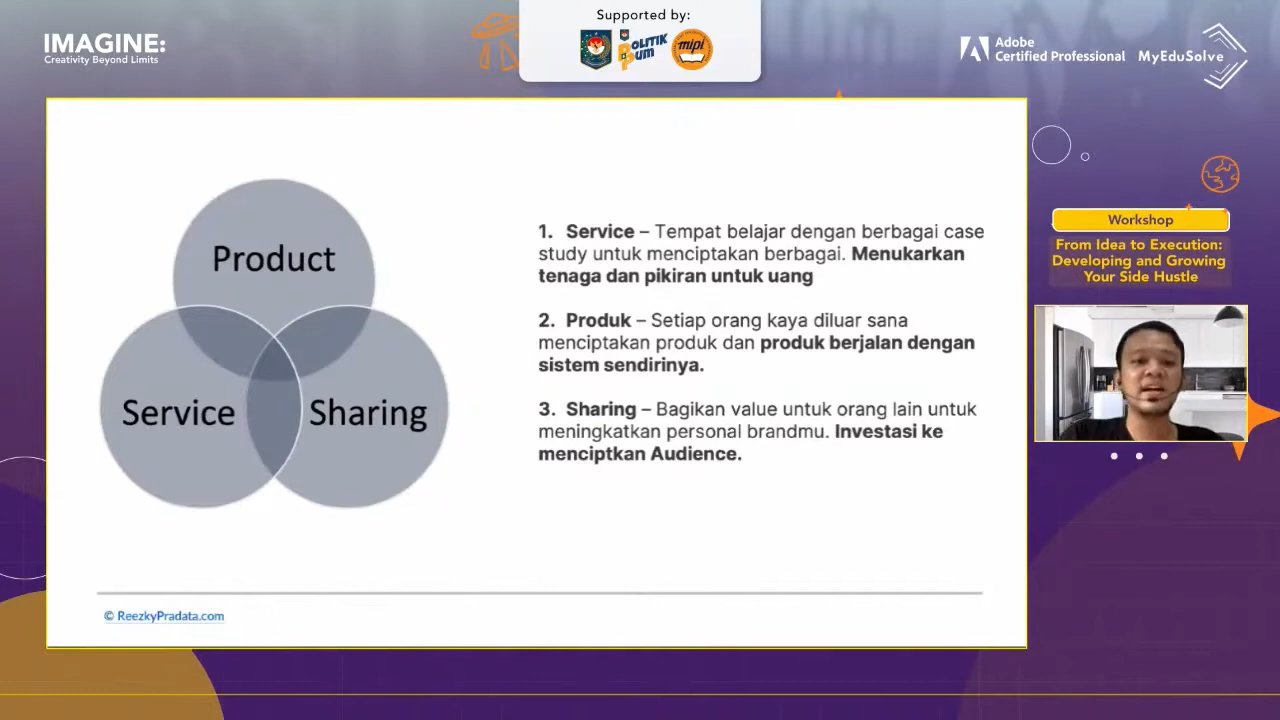 Supported by:
IMAGINE:
Creativity Beyond Limits
POLITIK
PUM
mipi
Adobe
Certified Professional
MyEduSolve
Product
Service
Sharing
1. Service – Tempat belajar dengan berbagai case
study untuk menciptakan berbagai. Menukarkan
tenaga dan pikiran untuk uang
2. Produk – Setiap orang kaya diluar sana
menciptakan produk dan produk berjalan dengan
sistem sendirinya.
3. Sharing – Bagikan value untuk orang lain untuk
meningkatkan personal brandmu. Investasi ke
menciptkan Audience.
© ReezkyPradata.com
Workshop
From Idea to Execution:
Developing and Growing
Your Side Hustle